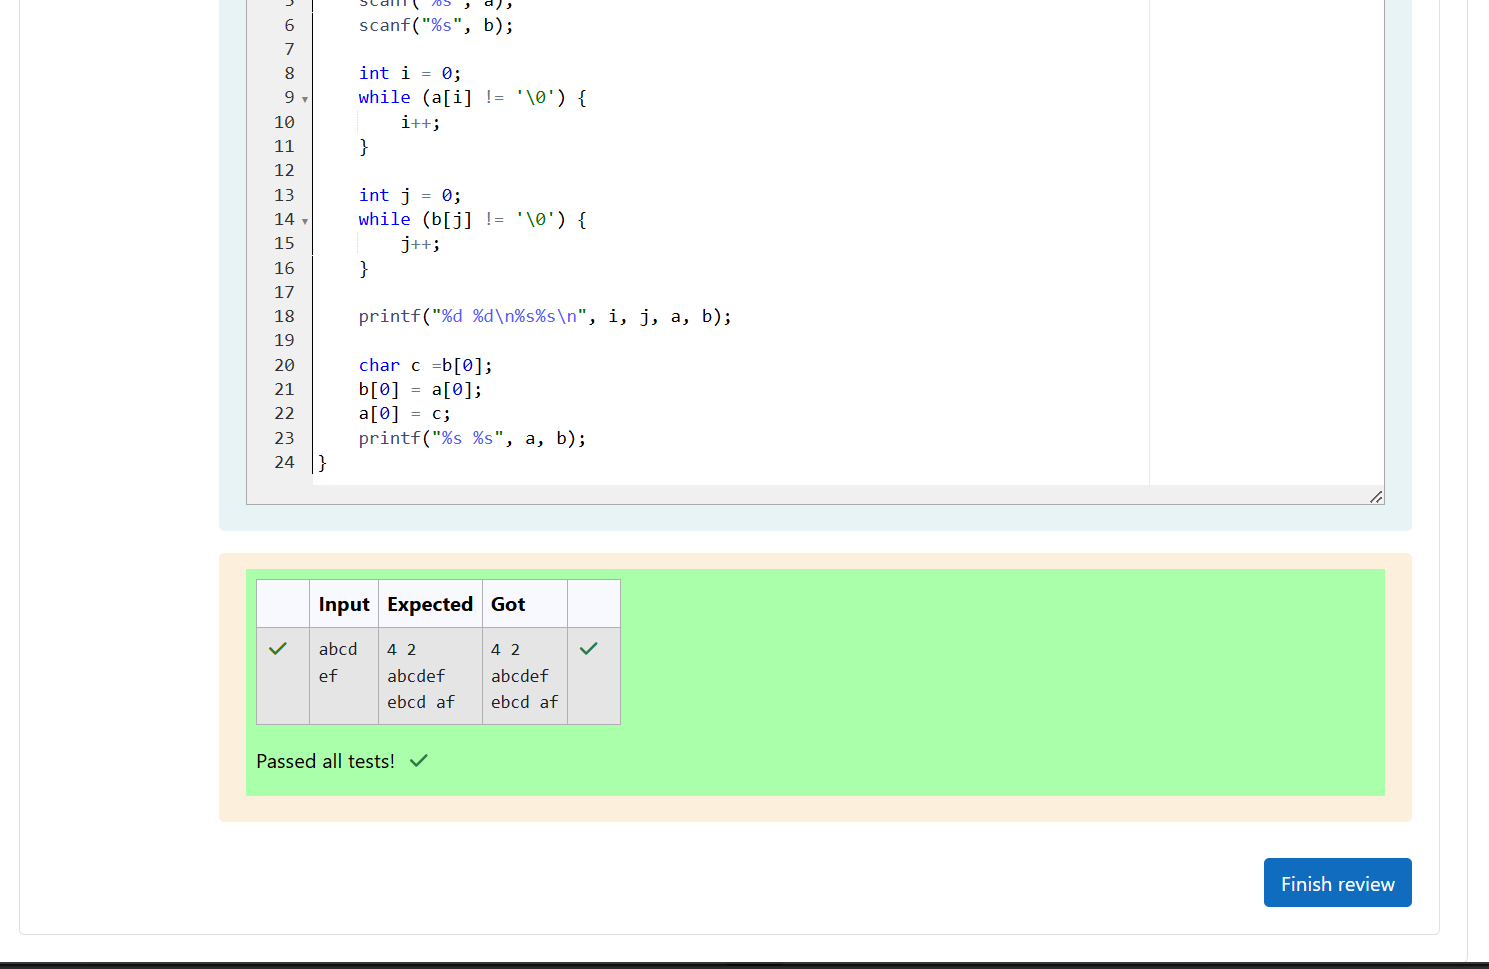 5 scanf("%s", a);
6 scanf("%s", b);
7
8 int i = 0;
9 while (a[i] != '\0') {
10 i++;
11 }
12
13 int j = 0;
14 while (b[j] != '\0') {
15 j++;
16 }
17
18 printf("%d %d\n%s%s\n", i, j, a, b);
19
20 char c =b[0];
21 b[0] = a[0];
22 a[0] = c;
23 printf("%s %s", a, b);
24 }
Input Expected Got
abcd 4 2 4 2
ef abcdef abcdef
ebcd af ebcd af
Passed all tests!
Finish review